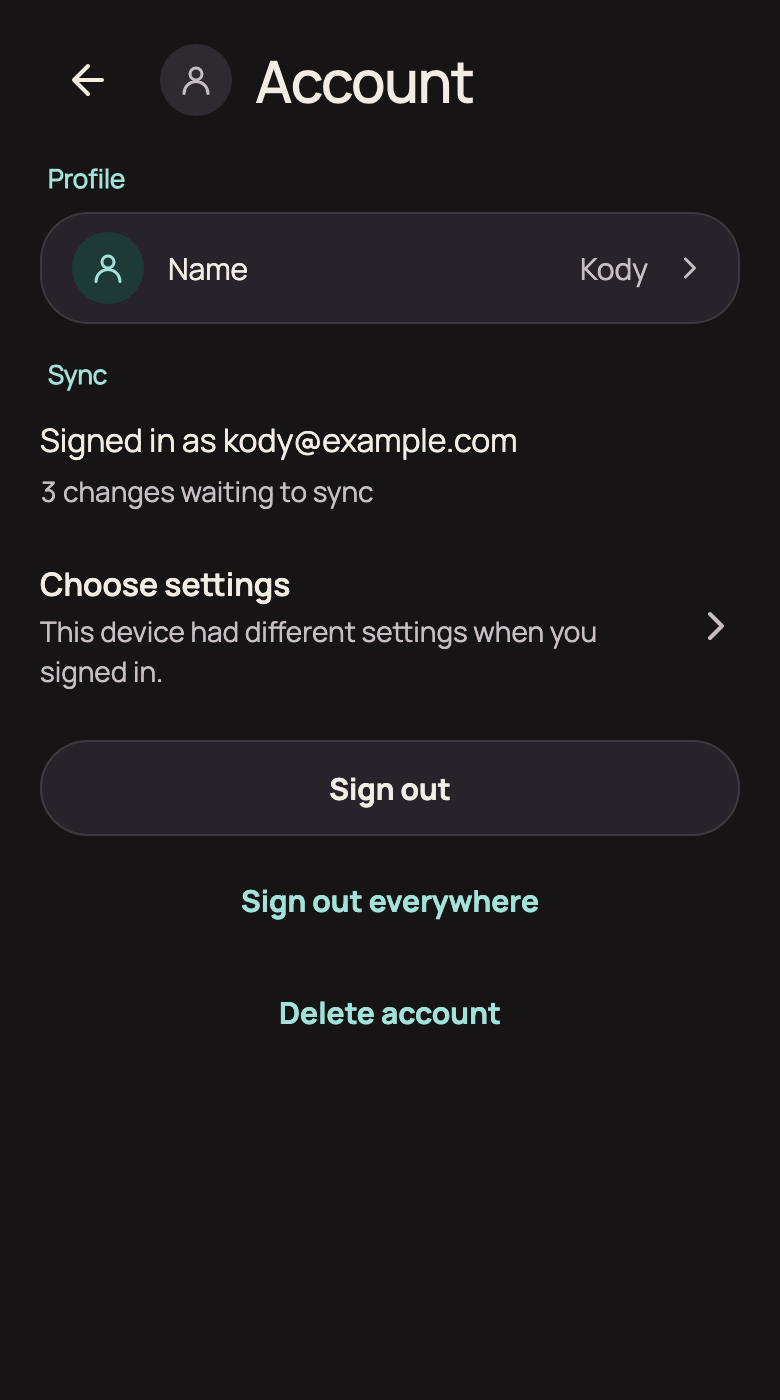 Account
Profile
Name Kody
Sync
Signed in as kody@example.com
3 changes waiting to sync
Choose settings
This device had different settings when you
signed in.
Sign out
Sign out everywhere
Delete account